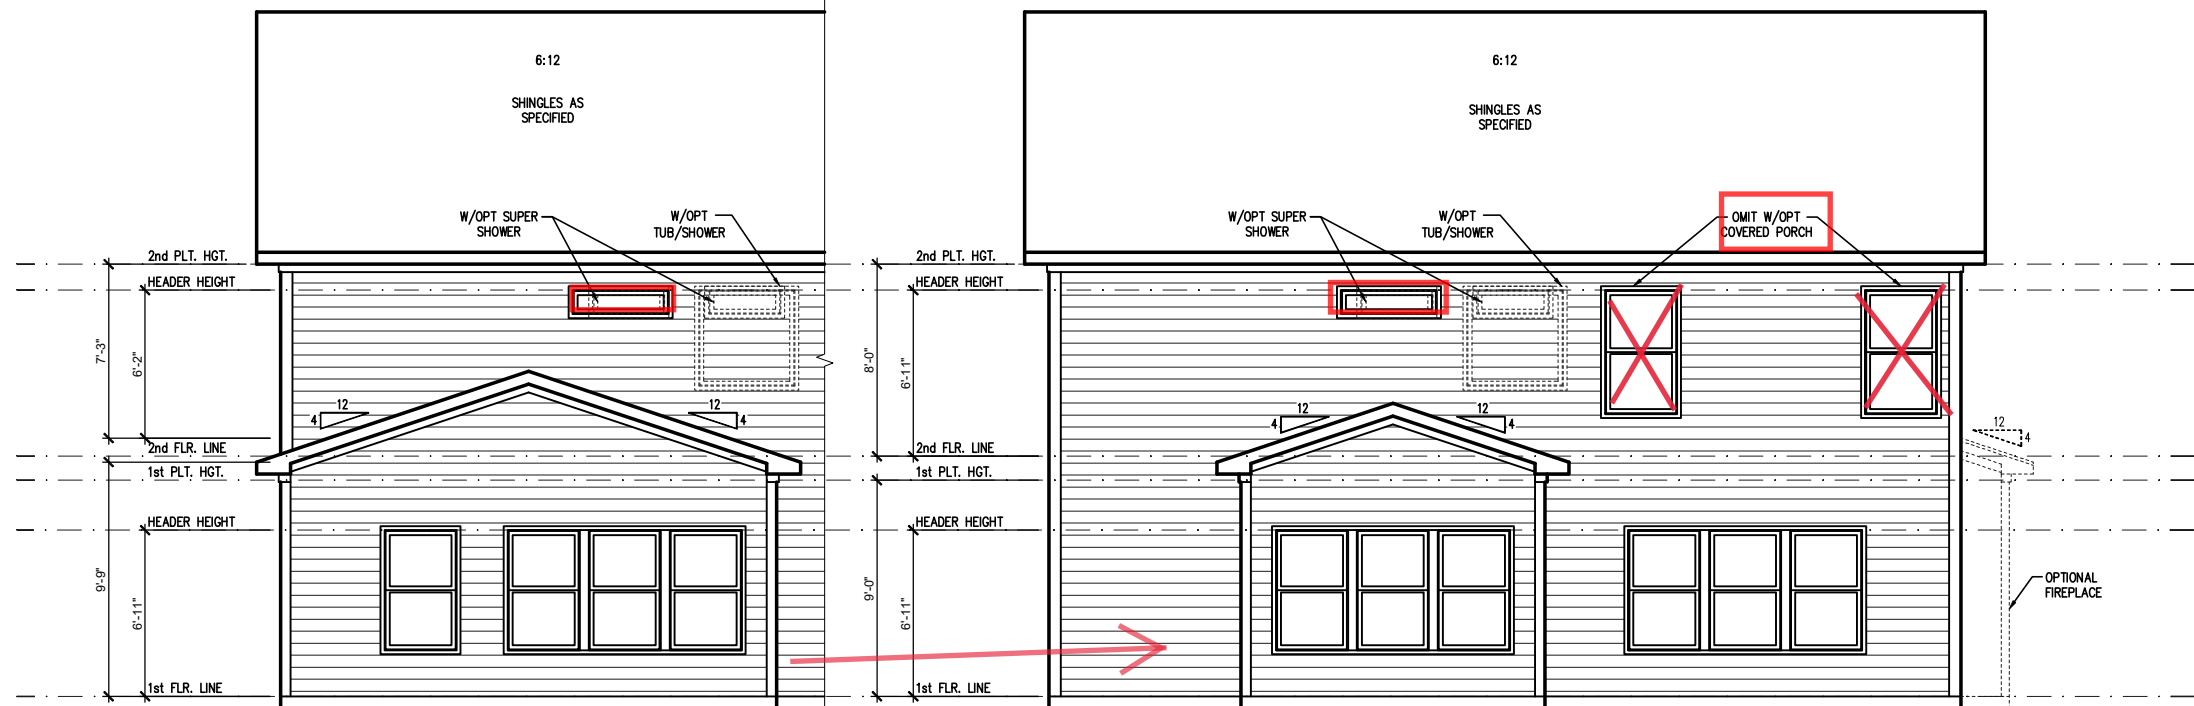 6:12
SHINGLES AS
SPECIFIED
W/OPT SUPER
SHOWER
W/OPT
TUB/SHOWER
2nd PLT. HGT.
HEADER HEIGHT
7'-3"
6'-2"
12
4
12
4
2nd FLR. LINE
1st PLT. HGT.
HEADER HEIGHT
9'-9"
6'-11"
1st FLR. LINE
6:12
SHINGLES AS
SPECIFIED
W/OPT SUPER
SHOWER
W/OPT
TUB/SHOWER
OMIT W/OPT
COVERED PORCH
2nd PLT. HGT.
HEADER HEIGHT
8'-0"
6'-11"
12
4
12
4
12
4
2nd FLR. LINE
1st PLT. HGT.
HEADER HEIGHT
9'-0"
6'-11"
OPTIONAL
FIREPLACE
1st FLR. LINE